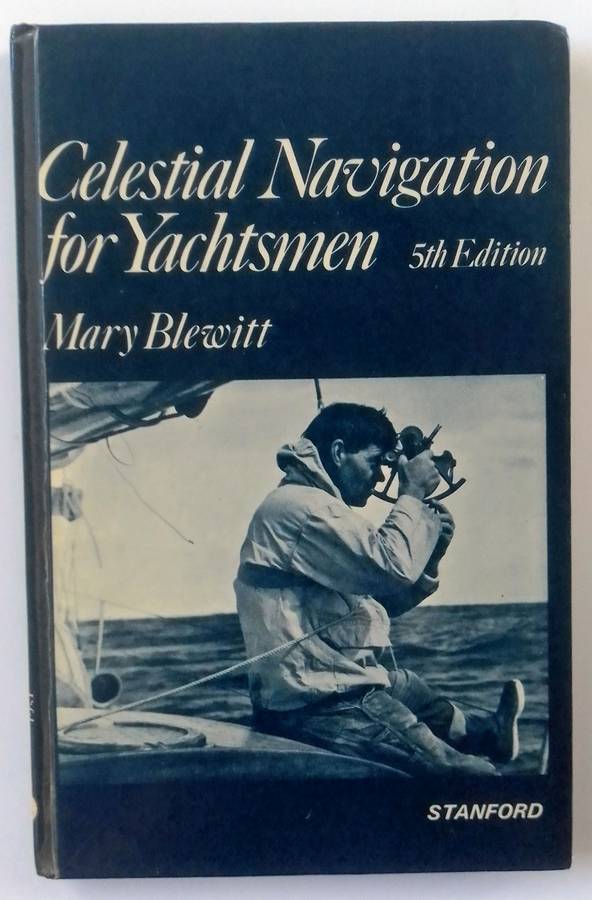 Celestial Navigation
for Yachtsmen 5th Edition
Mary Blewitt
STANFORD